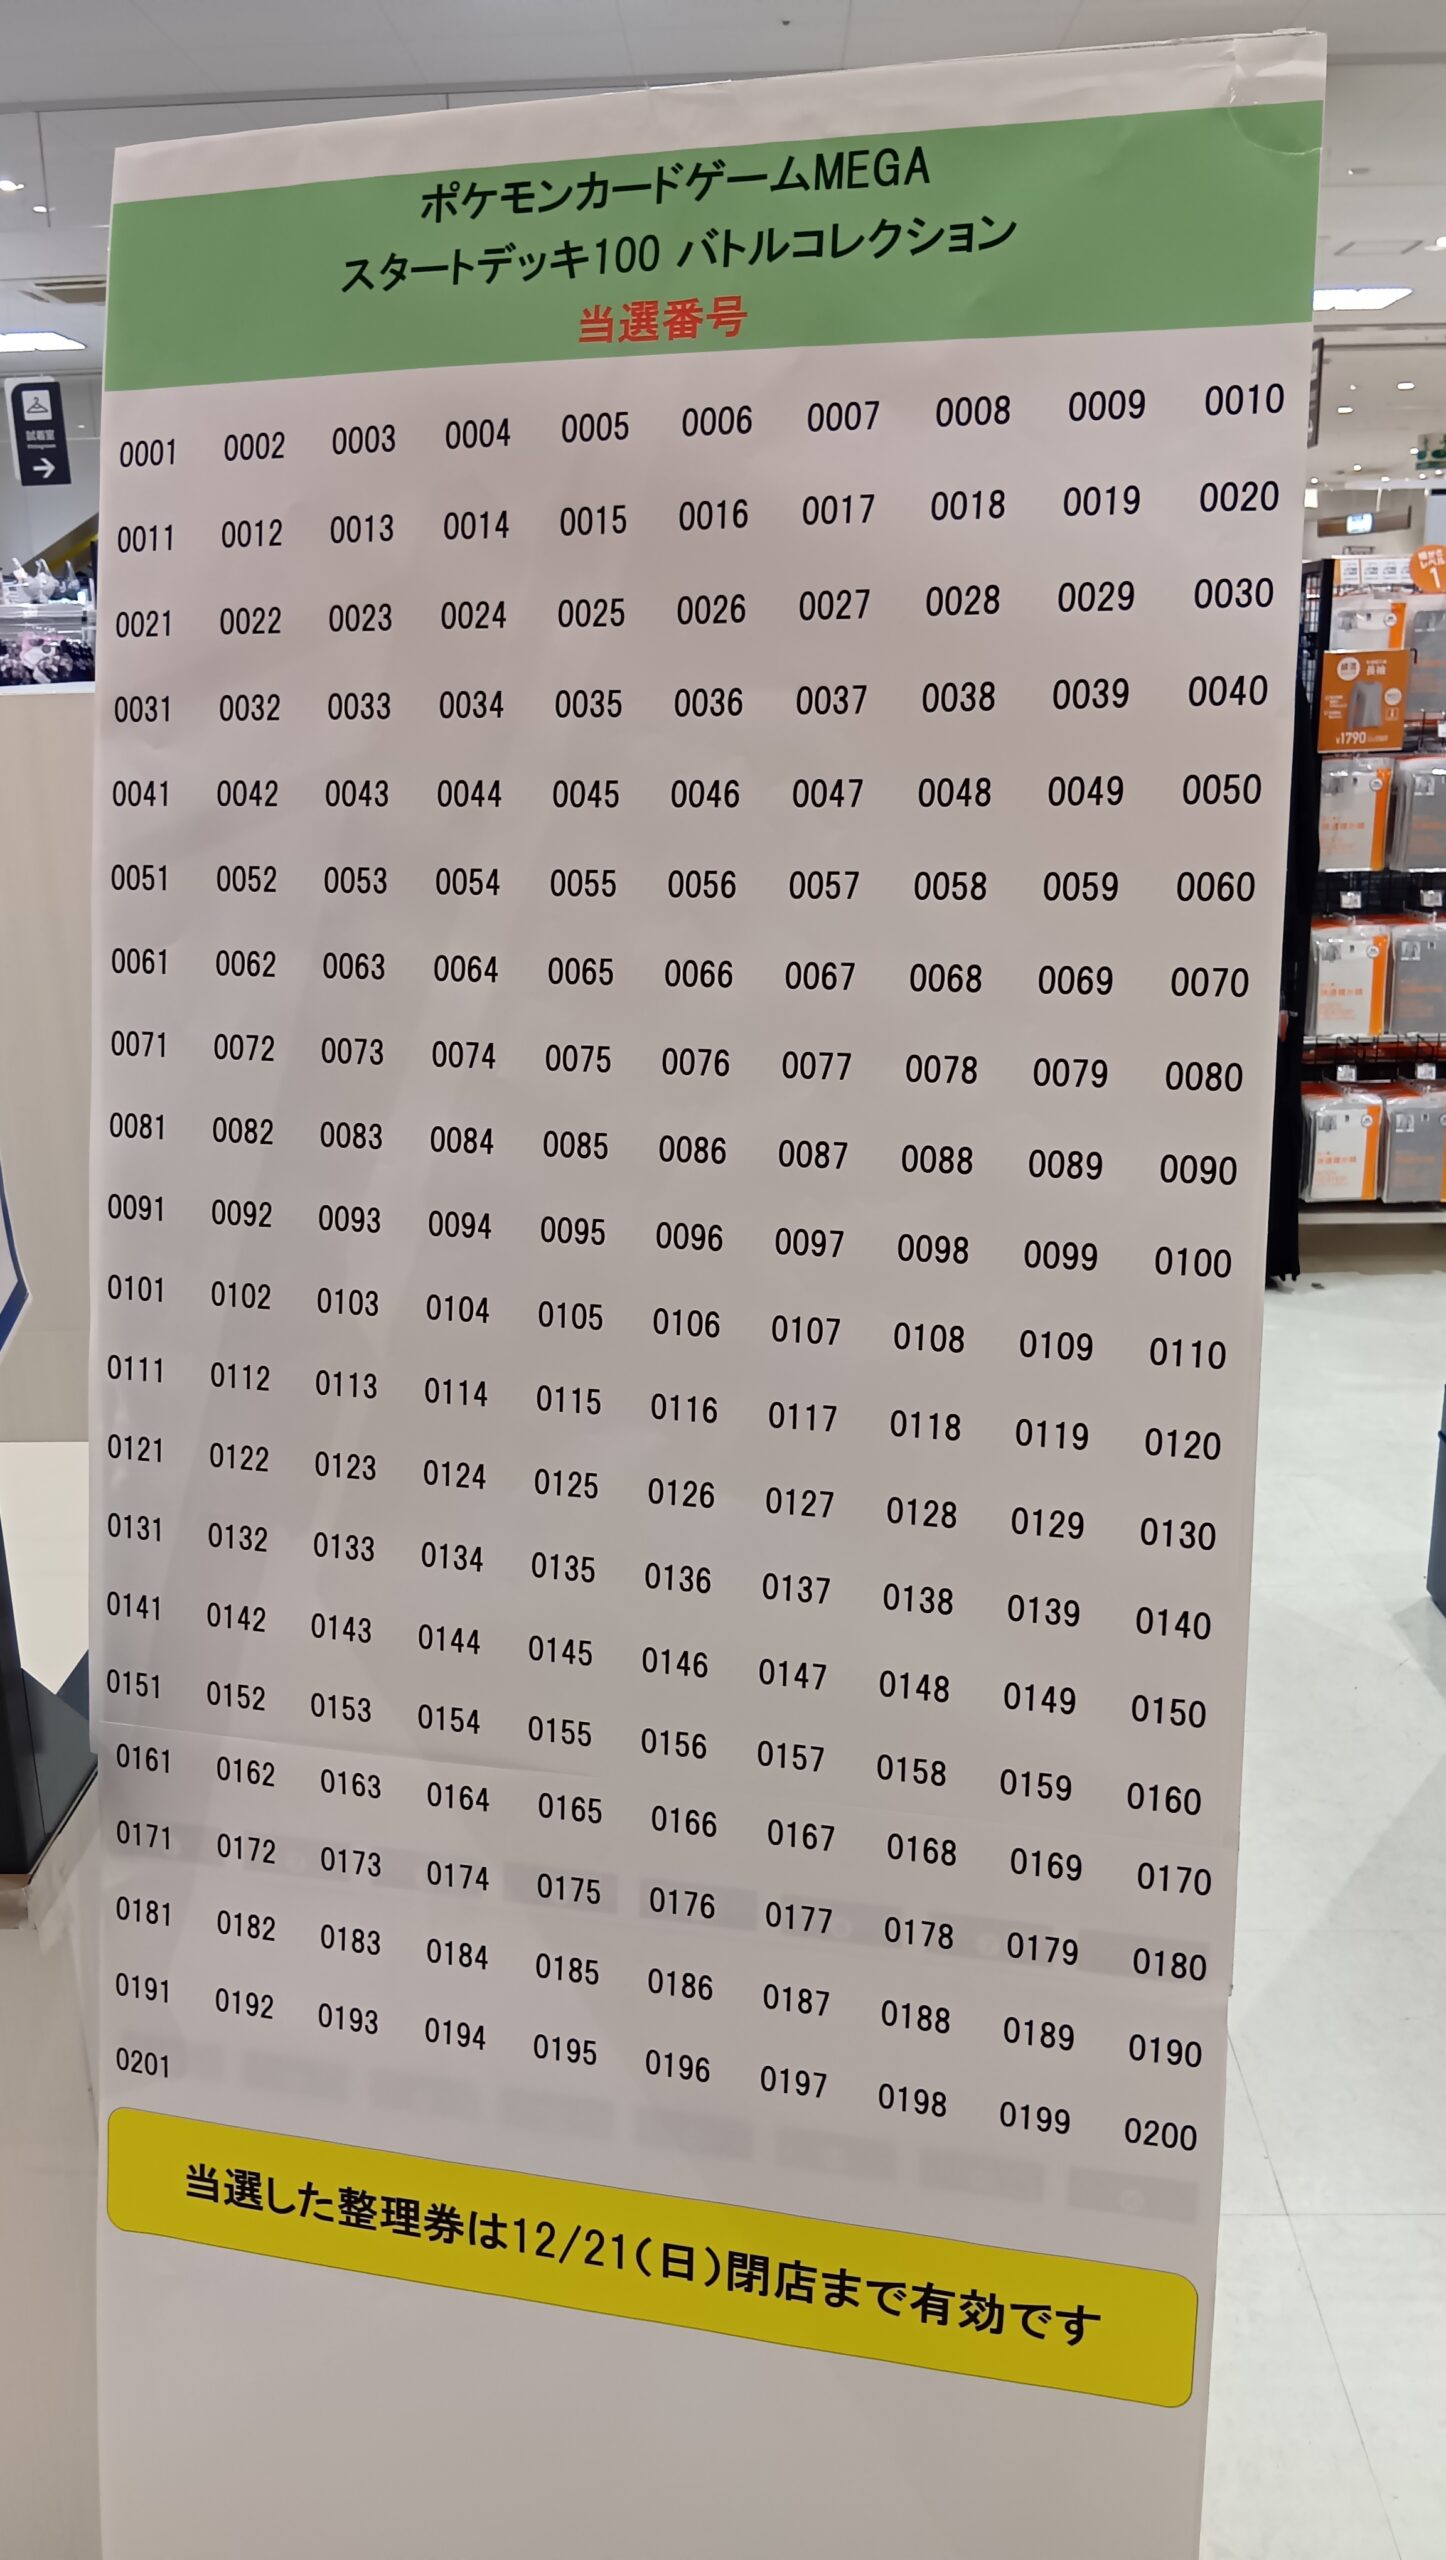 ポケモンカードゲームMEGA
スタートデッキ100 バトルコレクション
当選番号
0001 0002 0003 0004 0005 0006 0007 0008 0009 0010
0011 0012 0013 0014 0015 0016 0017 0018 0019 0020
0021 0022 0023 0024 0025 0026 0027 0028 0029 0030
0031 0032 0033 0034 0035 0036 0037 0038 0039 0040
0041 0042 0043 0044 0045 0046 0047 0048 0049 0050
0051 0052 0053 0054 0055 0056 0057 0058 0059 0060
0061 0062 0063 0064 0065 0066 0067 0068 0069 0070
0071 0072 0073 0074 0075 0076 0077 0078 0079 0080
0081 0082 0083 0084 0085 0086 0087 0088 0089 0090
0091 0092 0093 0094 0095 0096 0097 0098 0099 0100
0101 0102 0103 0104 0105 0106 0107 0108 0109 0110
0111 0112 0113 0114 0115 0116 0117 0118 0119 0120
0121 0122 0123 0124 0125 0126 0127 0128 0129 0130
0131 0132 0133 0134 0135 0136 0137 0138 0139 0140
0141 0142 0143 0144 0145 0146 0147 0148 0149 0150
0151 0152 0153 0154 0155 0156 0157 0158 0159 0160
0161 0162 0163 0164 0165 0166 0167 0168 0169 0170
0171 0172 0173 0174 0175 0176 0177 0178 0179 0180
0181 0182 0183 0184 0185 0186 0187 0188 0189 0190
0191 0192 0193 0194 0195 0196 0197 0198 0199 0200
0201
当選した整理券は12/21(日)閉店まで有効です
試着室
長袖
¥1790